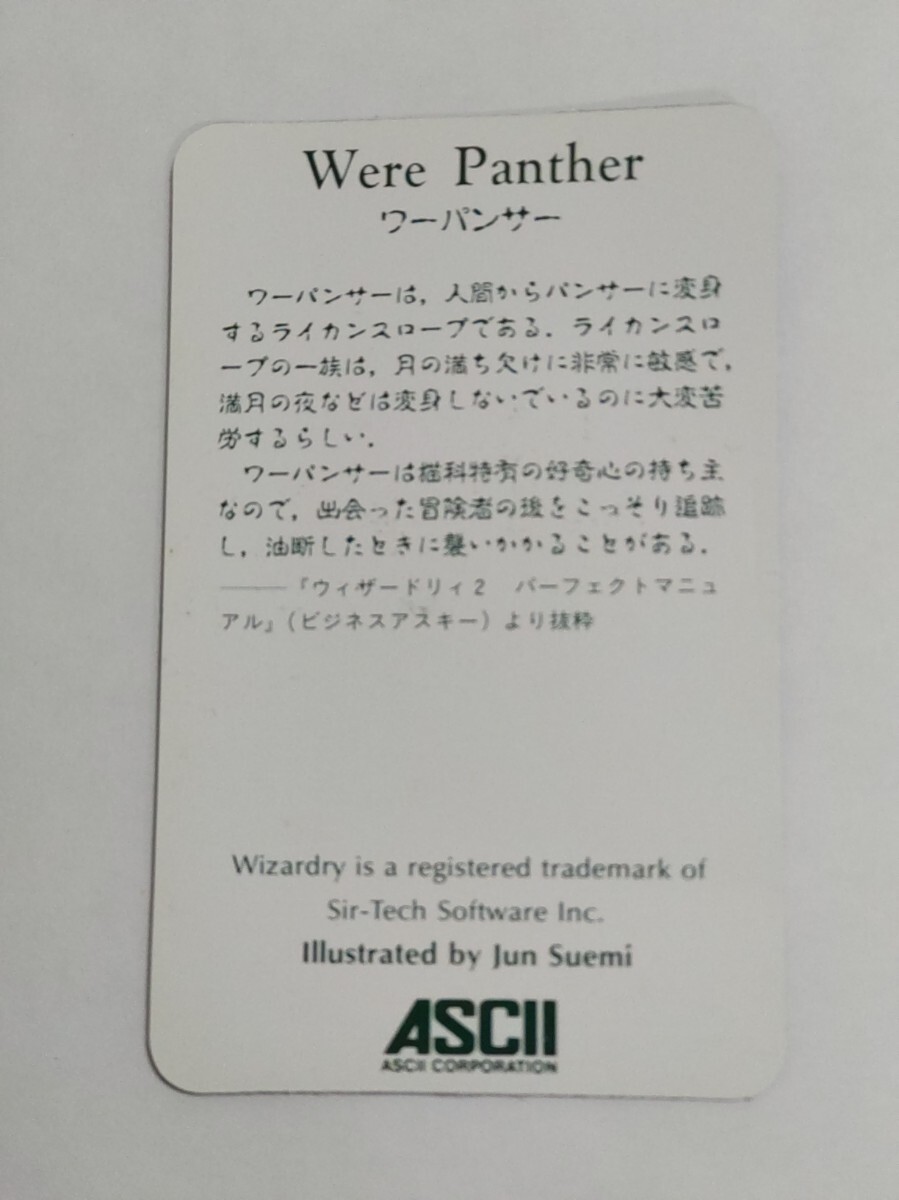 Were Panther
ワーパンサー
ワーパンサーは，人間からパンサーに変身
するライカンスロープである．ライカンスロ
ープの一族は，月の満ち欠けに非常に敏感で，
満月の夜などは変身しないでいるのに大変苦
労するらしい．
ワーパンサーは猫科特有の好奇心の持ち主
なので，出会った冒険者の後をこっそり追跡
し，油断したときに襲いかかることがある．
――『ウィザードリィ2　パーフェクトマニュ
アル』（ビジネスアスキー）より抜粋
Wizardry is a registered trademark of
Sir-Tech Software Inc.
Illustrated by Jun Suemi
ASCII
ASCII CORPORATION